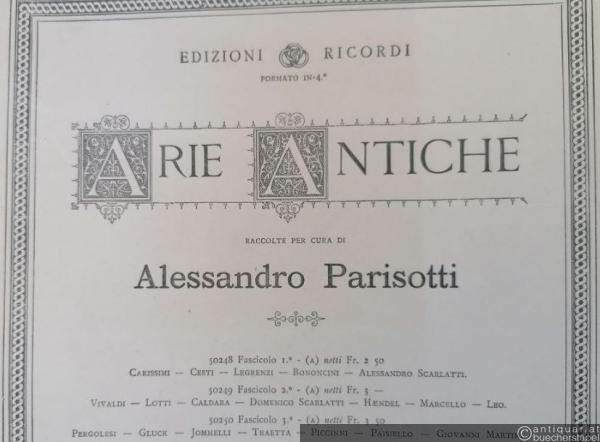 EDIZIONI RICORDI
FORMATO IN-4.°
ARIE ANTICHE
RACCOLTE PER CURA DI
Alessandro Parisotti
50248 Fascicolo 1.° - (A) netti Fr. 2 50
CARISSIMI — CESTI — LEGRENZI — BONONCINI — ALESSANDRO SCARLATTI.
50249 Fascicolo 2.° - (A) netti Fr. 3 —
VIVALDI — LOTTI — CALDARA — DOMENICO SCARLATTI — HÆNDEL — MARCELLO — LEO.
50250 Fascicolo 3.° - (A) netti Fr. 3 50
PERGOLESI — GLUCK — JOMMELLI — TRAETTA — PICCINNI — PAISIELLO — GIOVANNI MARTINI
antiquariat
buecherstapel